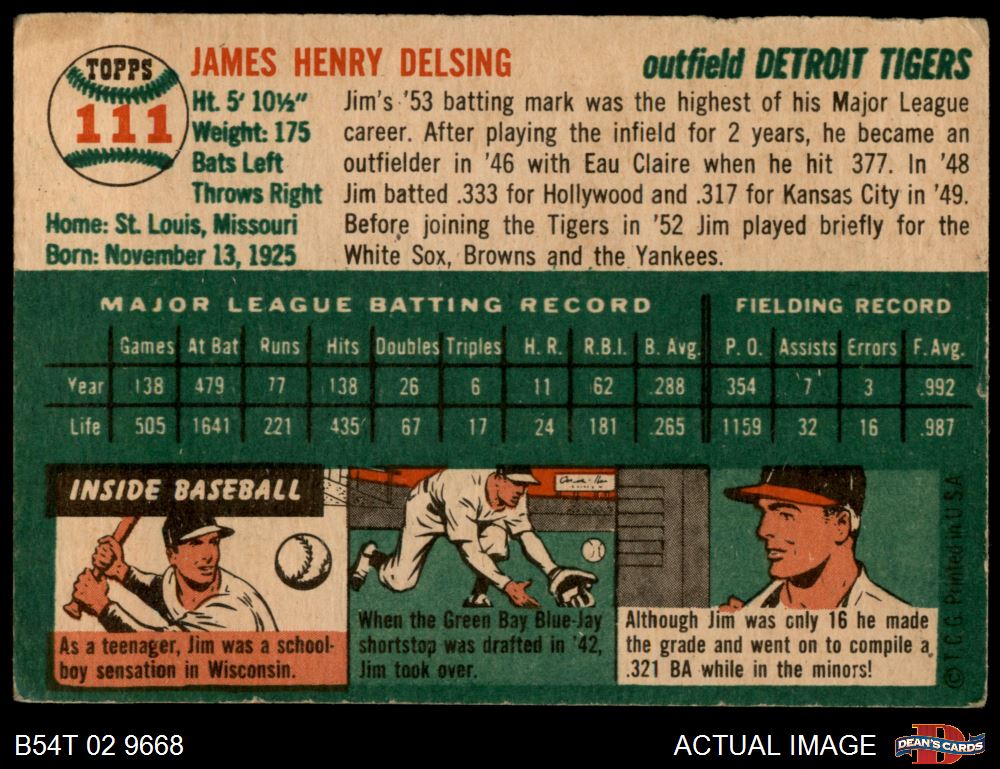 TOPPS
111
JAMES HENRY DELSING
outfield DETROIT TIGERS
Ht. 5' 10½"
Weight: 175
Bats Left
Throws Right
Home: St. Louis, Missouri
Born: November 13, 1925
Jim's '53 batting mark was the highest of his Major League
career. After playing the infield for 2 years, he became an
outfielder in '46 with Eau Claire when he hit 377. In '48
Jim batted .333 for Hollywood and .317 for Kansas City in '49.
Before joining the Tigers in '52 Jim played briefly for the
White Sox, Browns and the Yankees.
MAJOR LEAGUE BATTING RECORD FIELDING RECORD
Games At Bat Runs Hits Doubles Triples H. R. R.B.I. B. Avg. P. O. Assists Errors F. Avg.
Year 138 479 77 138 26 6 11 62 .288 354 7 3 .992
Life 505 1641 221 435 67 17 24 181 .265 1159 32 16 .987
INSIDE BASEBALL
As a teenager, Jim was a school-
boy sensation in Wisconsin.
When the Green Bay Blue-Jay
shortstop was drafted in '42,
Jim took over.
Although Jim was only 16 he made
the grade and went on to compile a
.321 BA while in the minors!
© T.C.G. Printed in U.S.A.
B54T 02 9668
ACTUAL IMAGE
DEAN'S CARDS